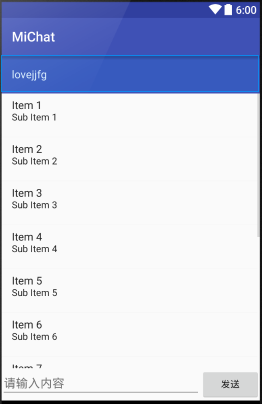 6:00
MiChat
lovejjfg
Item 1
Sub Item 1
Item 2
Sub Item 2
Item 3
Sub Item 3
Item 4
Sub Item 4
Item 5
Sub Item 5
Item 6
Sub Item 6
Item 7
请输入内容
发送